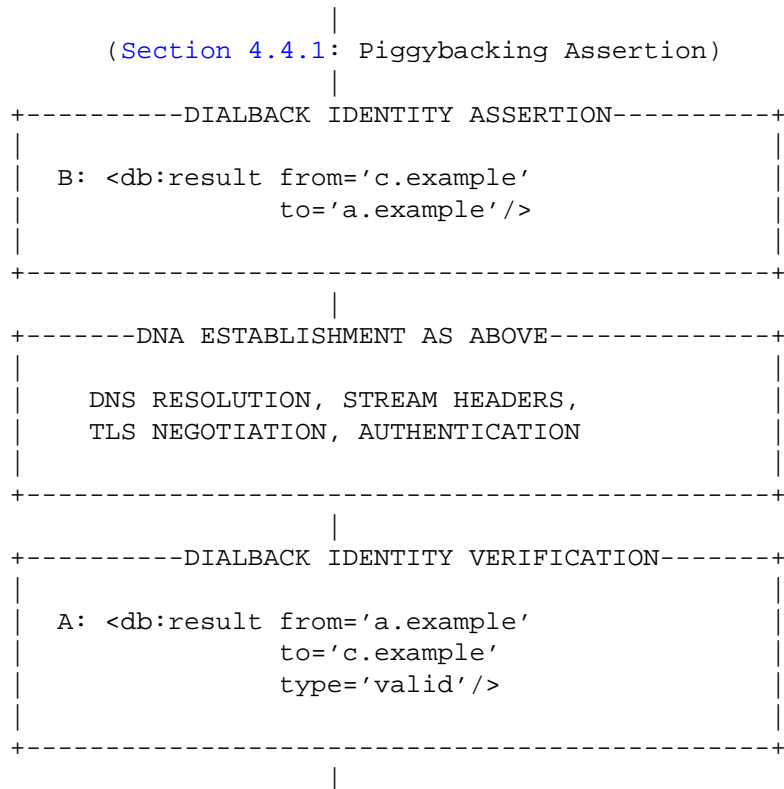 |
(Section 4.4.1: Piggybacking Assertion)
|
+----------DIALBACK IDENTITY ASSERTION----------+
|                                               |
|  B: <db:result from='c.example'               |
|                to='a.example'/>               |
|                                               |
+-----------------------------------------------+
|
+-------DNA ESTABLISHMENT AS ABOVE--------------+
|                                               |
|    DNS RESOLUTION, STREAM HEADERS,            |
|    TLS NEGOTIATION, AUTHENTICATION            |
|                                               |
+-----------------------------------------------+
|
+----------DIALBACK IDENTITY VERIFICATION-------+
|                                               |
|  A: <db:result from='a.example'               |
|                to='c.example'                 |
|                type='valid'/>                 |
|                                               |
+-----------------------------------------------+
|